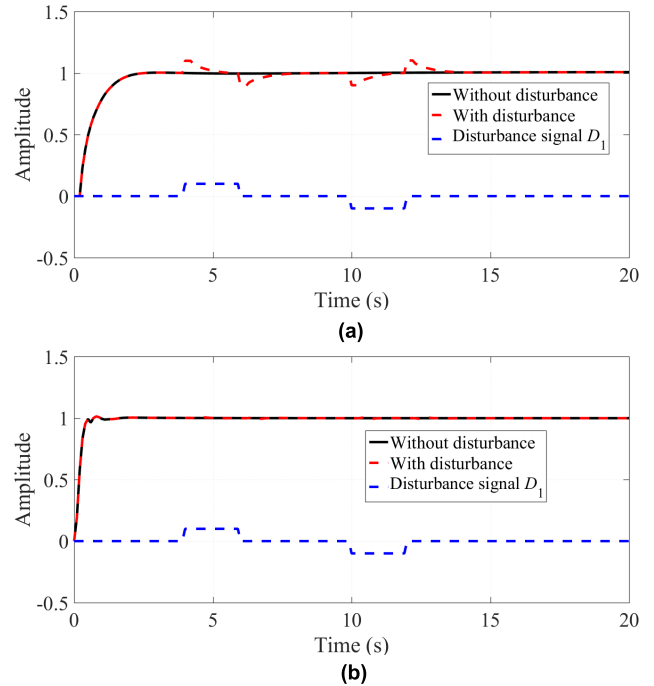 1.5
1
0.5
0
-0.5
Amplitude
Without disturbance
With disturbance
Disturbance signal D1
0 5 10 15 20
Time (s)
(a)
1.5
1
0.5
0
-0.5
Amplitude
Without disturbance
With disturbance
Disturbance signal D1
0 5 10 15 20
Time (s)
(b)